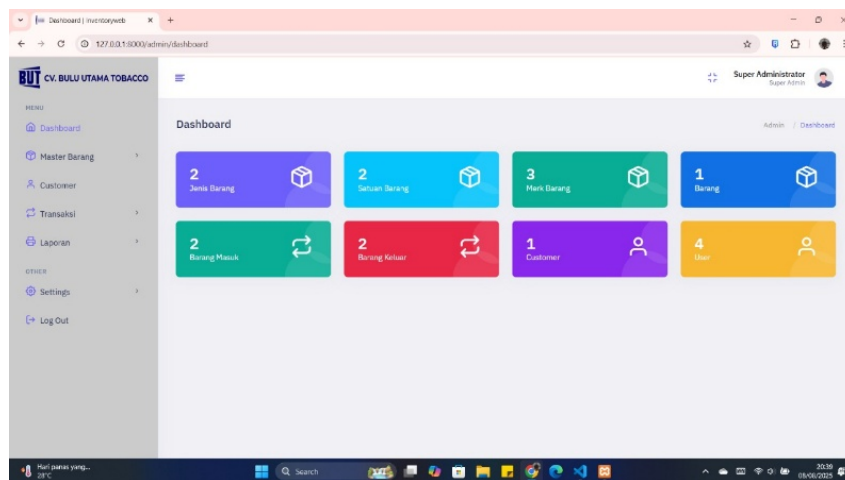 Dashboard | Inventoryweb
127.0.0.1:8000/admin/dashboard
BUT CV. BULU UTAMA TOBACCO
Super Administrator
Super Admin
MENU
Dashboard
Master Barang
Customer
Transaksi
Laporan
OTHER
Settings
Log Out
Dashboard
Admin / Dashboard
2
Jenis Barang
2
Satuan Barang
3
Merk Barang
1
Barang
2
Barang Masuk
2
Barang Keluar
1
Customer
4
User
Hari panas yang...
28°C
Search
20:39